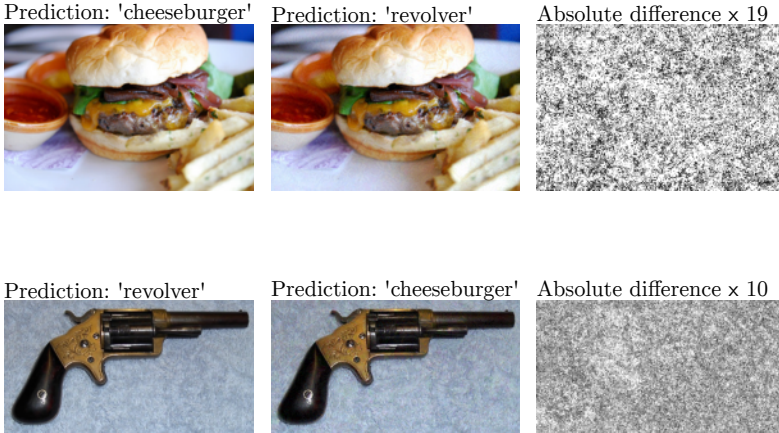 Prediction: 'cheeseburger'
Prediction: 'revolver'
Absolute difference x 19
Prediction: 'revolver'
Prediction: 'cheeseburger'
Absolute difference x 10